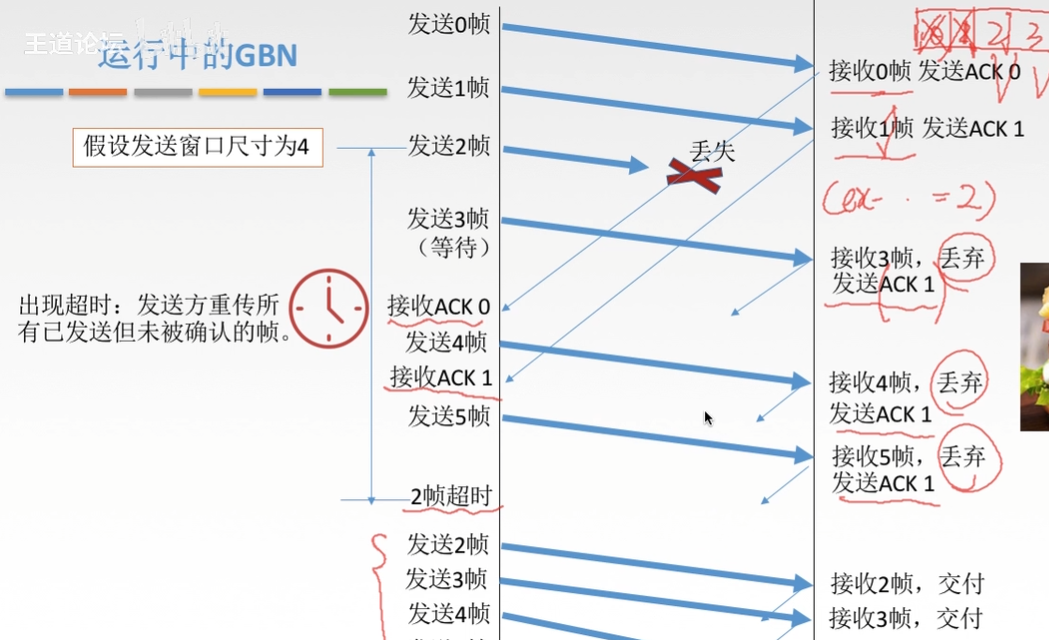 王道论坛
运行中的GBN
假设发送窗口尺寸为4
出现超时：发送方重传所
有已发送但未被确认的帧。
发送0帧
发送1帧
发送2帧
发送3帧
（等待）
接收ACK 0
发送4帧
接收ACK 1
发送5帧
2帧超时
发送2帧
发送3帧
发送4帧
丢失
2 3
接收0帧 发送ACK 0
接收1帧 发送ACK 1
(ex- . = 2)
接收3帧，丢弃
发送ACK 1
接收4帧，丢弃
发送ACK 1
接收5帧，丢弃
发送ACK 1
接收2帧，交付
接收3帧，交付